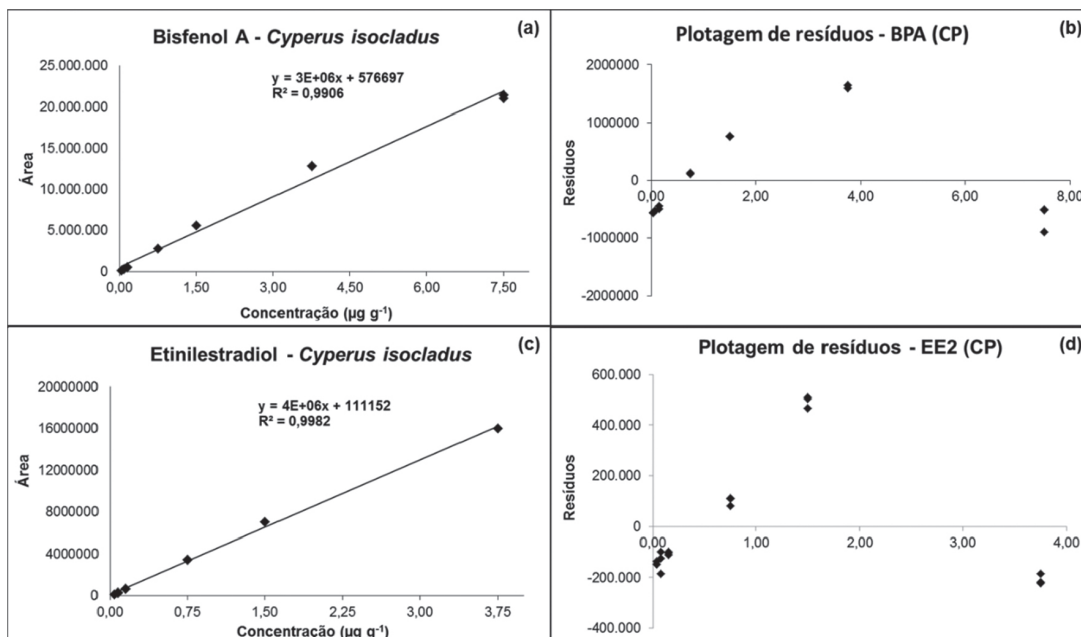 Bisfenol A - Cyperus isocladus
(a)
y = 3E+06x + 576697
R² = 0,9906
Área
25.000.000
20.000.000
15.000.000
10.000.000
5.000.000
0
0,00 1,50 3,00 4,50 6,00 7,50
Concentração (µg g⁻¹)
Plotagem de resíduos - BPA (CP)
(b)
Resíduos
2000000
1000000
0
-1000000
-2000000
0,00 2,00 4,00 6,00 8,00
Etinilestradiol - Cyperus isocladus
(c)
y = 4E+06x + 111152
R² = 0,9982
Área
20000000
16000000
12000000
8000000
4000000
0
0,00 0,75 1,50 2,25 3,00 3,75
Concentração (µg g⁻¹)
Plotagem de resíduos - EE2 (CP)
(d)
Resíduos
600.000
400.000
200.000
0
-200.000
-400.000
0,00 1,00 2,00 3,00 4,00